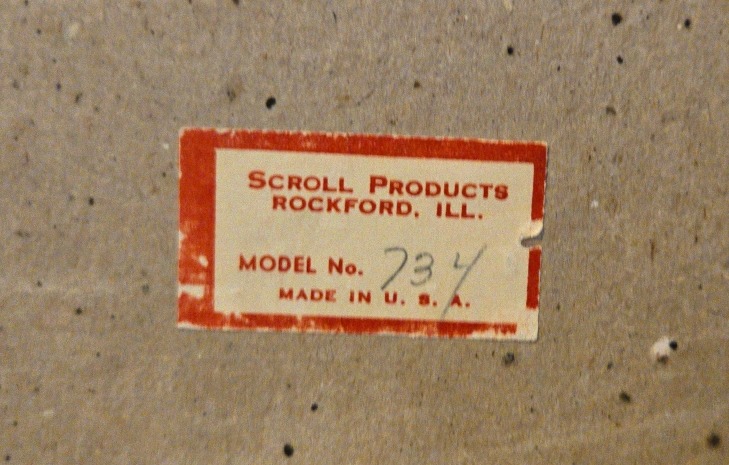 SCROLL PRODUCTS
ROCKFORD, ILL.
MODEL No. 734
MADE IN U. S. A.